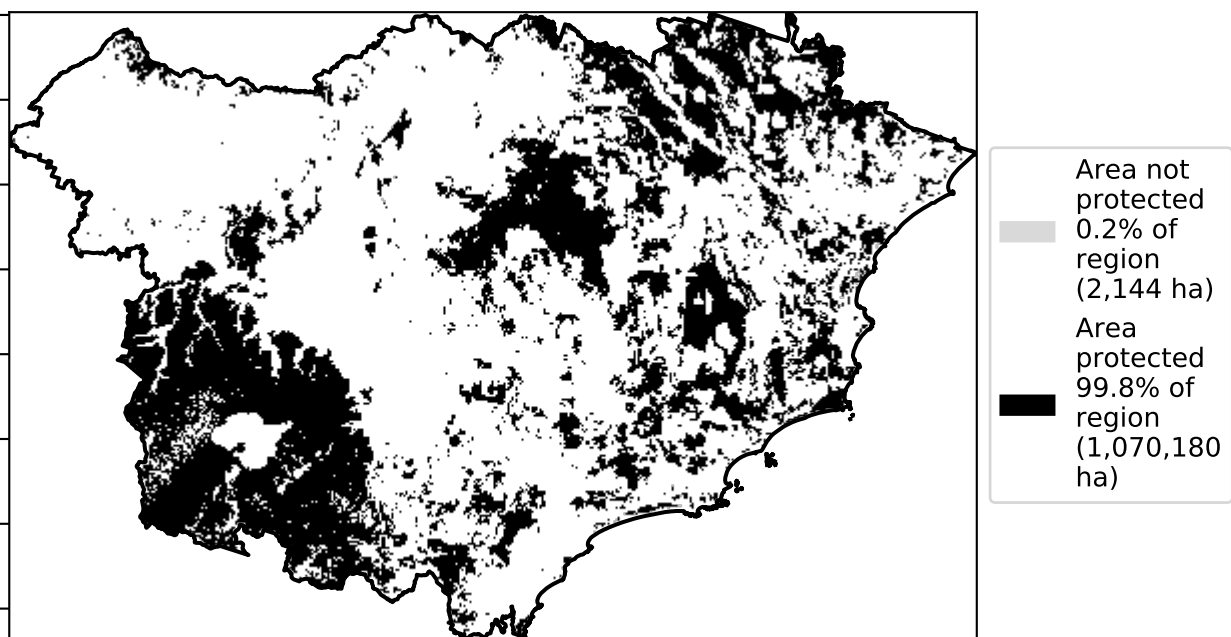 Area not
protected
0.2% of
region
(2,144 ha)
Area
protected
99.8% of
region
(1,070,180
ha)